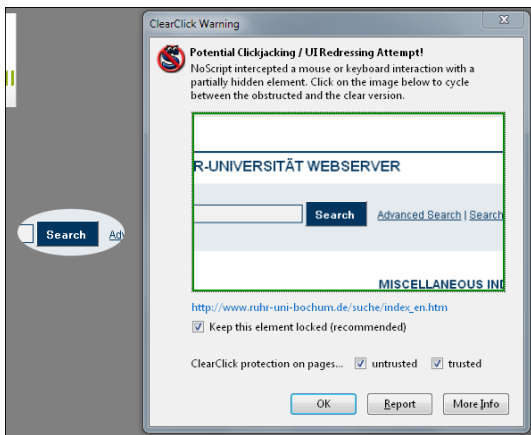 ClearClick Warning
x
Potential Clickjacking / UI Redressing Attempt!
NoScript intercepted a mouse or keyboard interaction with a
partially hidden element. Click on the image below to cycle
between the obstructed and the clear version.
R-UNIVERSITÄT WEBSERVER
Search Advanced Search | Search
MISCELLANEOUS IND
Search Adv
http://www.ruhr-uni-bochum.de/suche/index_en.htm
Keep this element locked (recommended)
ClearClick protection on pages... untrusted trusted
OK Report More Info